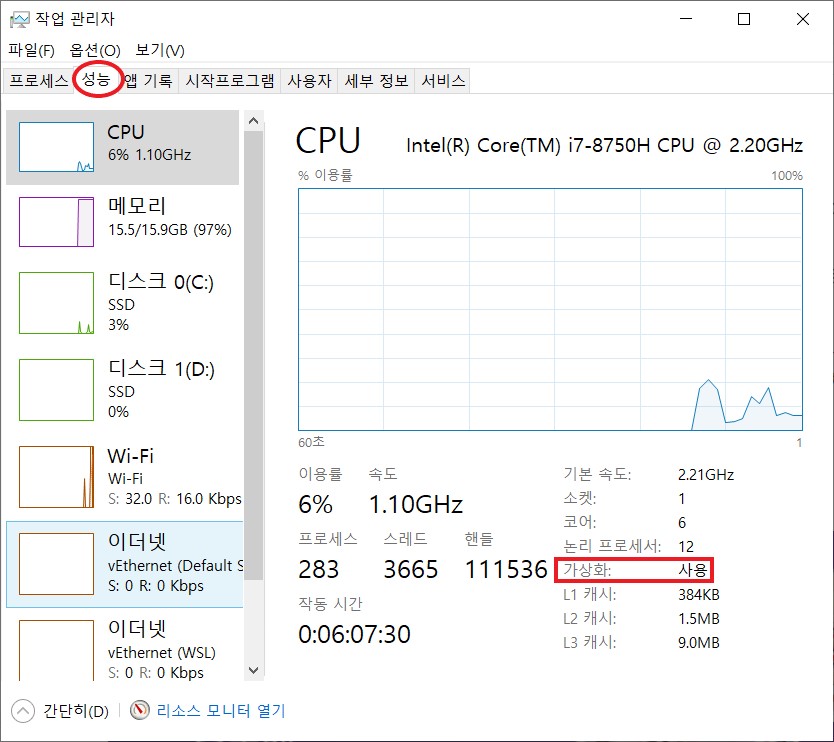 작업 관리자
파일(F) 옵션(O) 보기(V)
프로세스 성능 앱 기록 시작프로그램 사용자 세부 정보 서비스
CPU
6% 1.10GHz
메모리
15.5/15.9GB (97%)
디스크 0(C:)
SSD
3%
디스크 1(D:)
SSD
0%
Wi-Fi
Wi-Fi
S: 32.0 R: 16.0 Kbps
이더넷
vEthernet (Default S
S: 0 R: 0 Kbps
이더넷
vEthernet (WSL)
S: 0 R: 0 Kbps
CPU Intel(R) Core(TM) i7-8750H CPU @ 2.20GHz
% 이용률 100%
60초 1
이용률 속도
6% 1.10GHz
프로세스 스레드 핸들
283 3665 111536
작동 시간
0:06:07:30
기본 속도: 2.21GHz
소켓: 1
코어: 6
논리 프로세서: 12
가상화: 사용
L1 캐시: 384KB
L2 캐시: 1.5MB
L3 캐시: 9.0MB
간단히(D) 리소스 모니터 열기